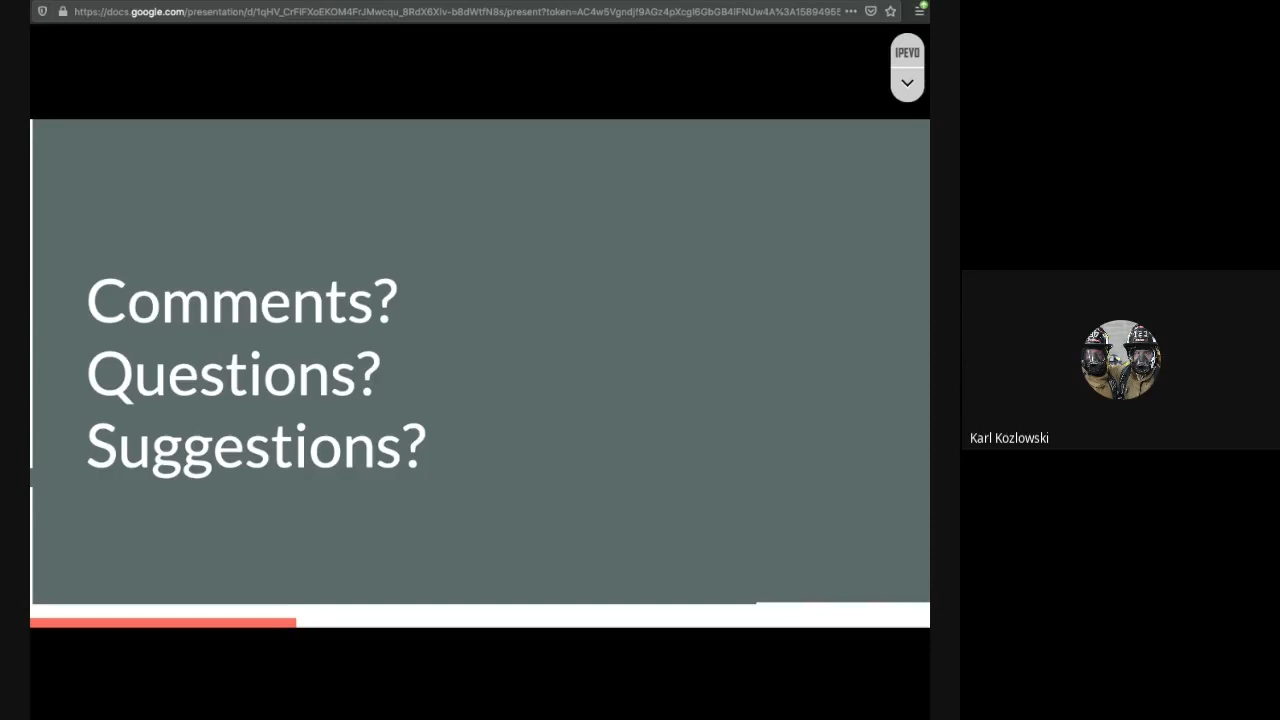 IPEVO
Comments?
Questions?
Suggestions?
Karl Kozlowski